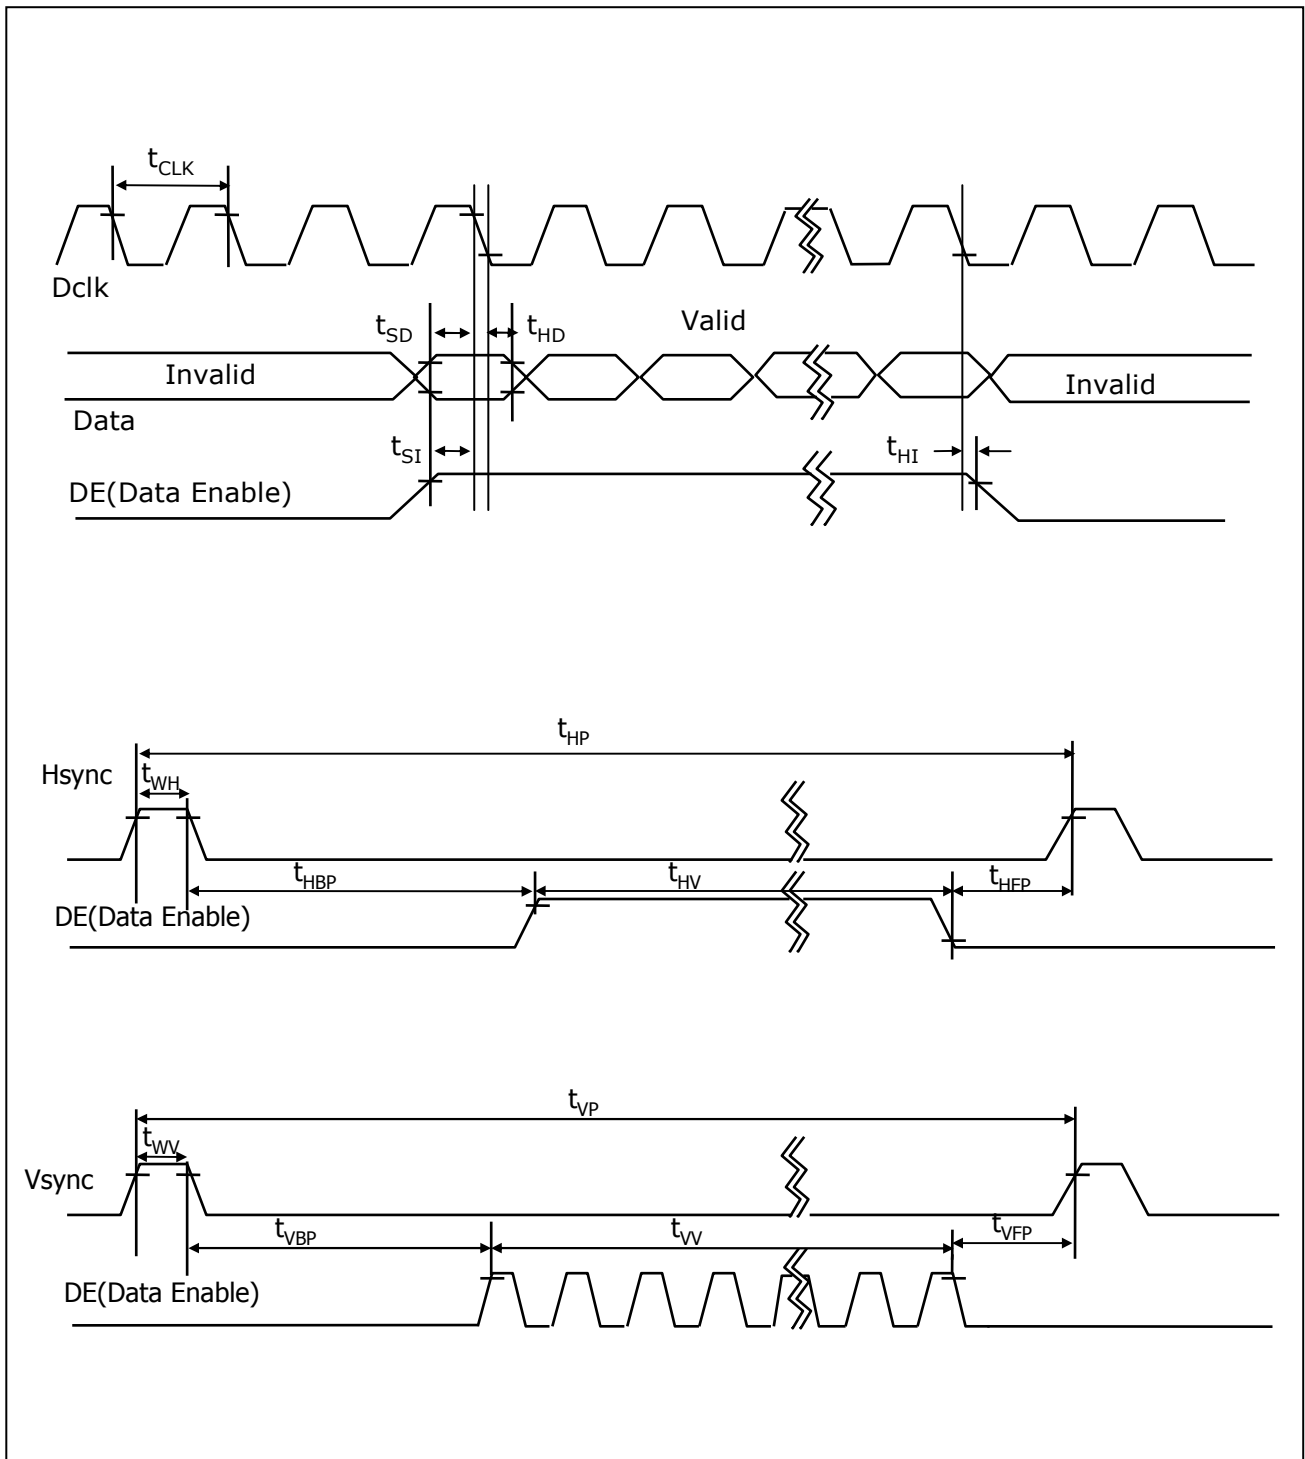 tCLK
Dclk
tSD
tHD
Valid
Invalid
Invalid
Data
tSI
tHI
DE(Data Enable)
tHP
Hsync
tWH
tHBP
tHV
tHFP
DE(Data Enable)
tVP
tWV
Vsync
tVBP
tVV
tVFP
DE(Data Enable)